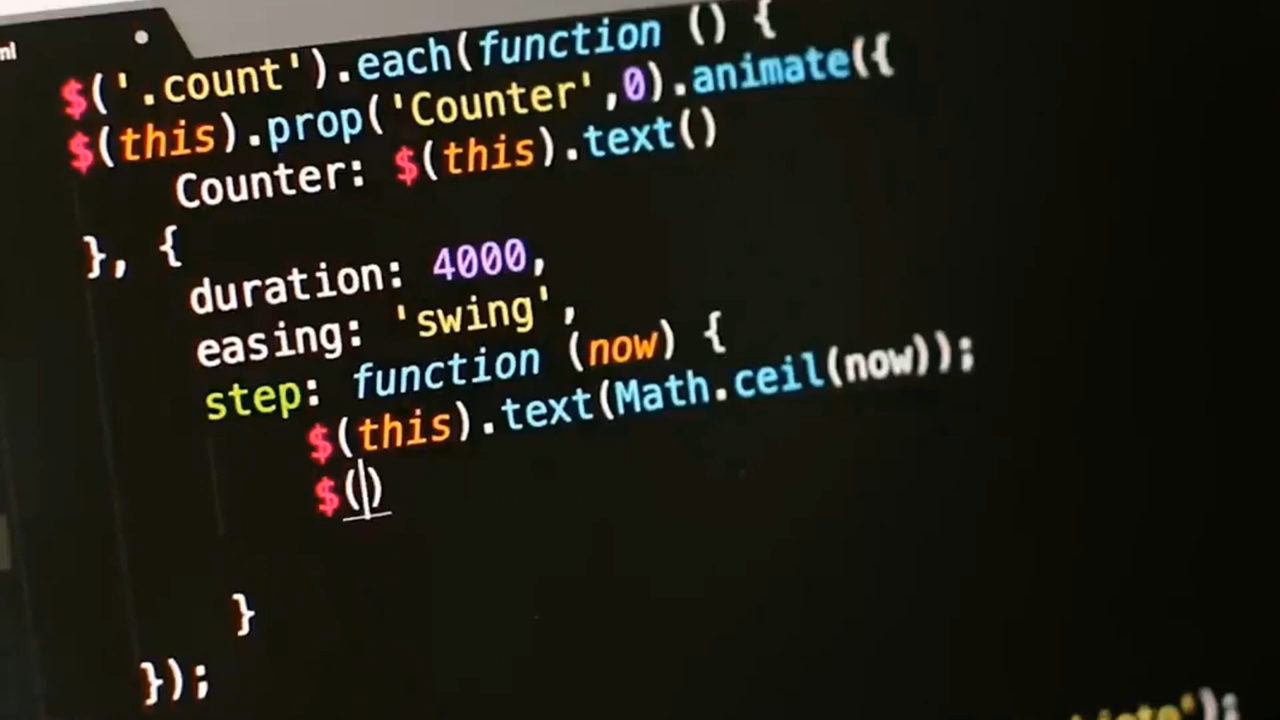 $('.count').each(function () {
$(this).prop('Counter',0).animate({
Counter: $(this).text()
}, {
duration: 4000,
easing: 'swing',
step: function (now) {
$(this).text(Math.ceil(now));
$()
}
});